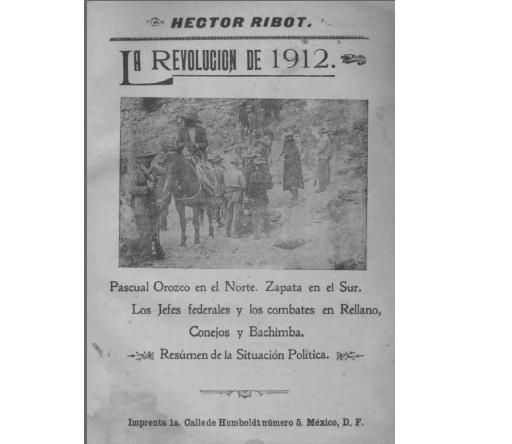 HECTOR RIBOT.
LA REVOLUCION DE 1912.
Pascual Orozco en el Norte. Zapata en el Sur.
Los Jefes federales y los combates en Rellano,
Conejos y Bachimba.
Resúmen de la Situación Política.
Imprenta 1a. Calle de Humboldt número 5. México, D. F.